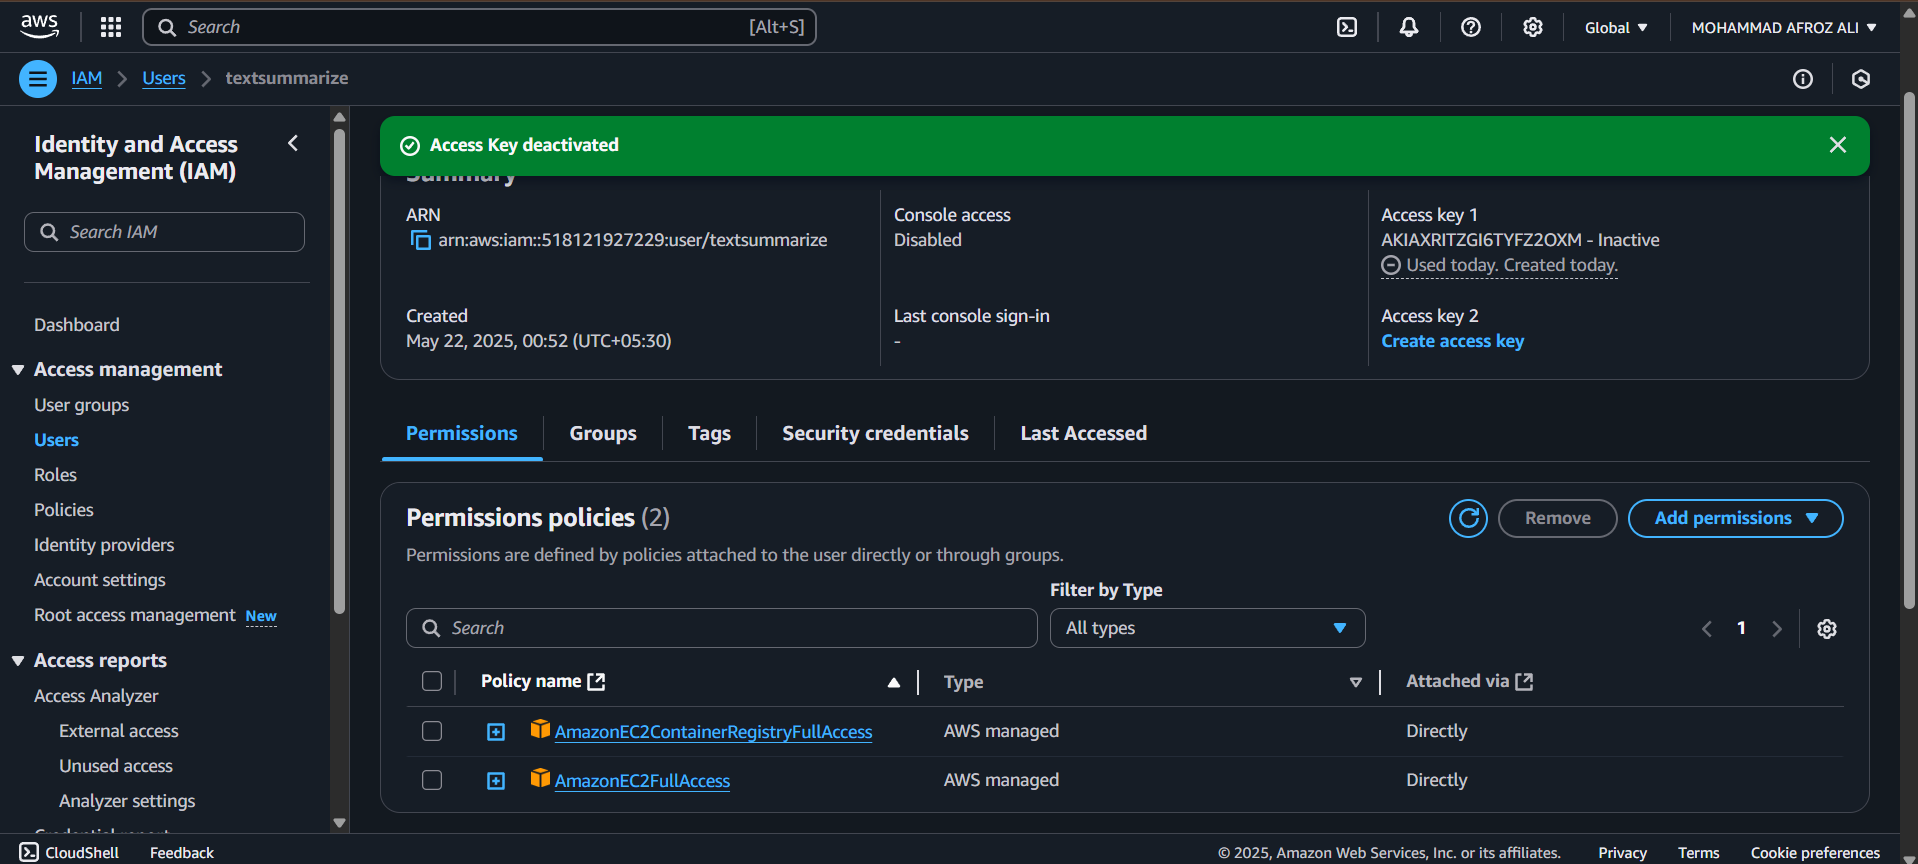 aws
Search [Alt+S]
Global
MOHAMMAD AFROZ ALI
IAM > Users > textsummarize
Identity and Access
Management (IAM)
Search IAM
Dashboard
Access management
User groups
Users
Roles
Policies
Identity providers
Account settings
Root access management New
Access reports
Access Analyzer
External access
Unused access
Analyzer settings
Credential report
Access Key deactivated
Summary
ARN
arn:aws:iam::518121927229:user/textsummarize
Console access
Disabled
Access key 1
AKIAXRITZGI6TYFZ2OXM - Inactive
Used today. Created today.
Created
May 22, 2025, 00:52 (UTC+05:30)
Last console sign-in
-
Access key 2
Create access key
Permissions
Groups
Tags
Security credentials
Last Accessed
Permissions policies (2)
Remove
Add permissions
Permissions are defined by policies attached to the user directly or through groups.
Filter by Type
Search
All types
1
Policy name
Type
Attached via
AmazonEC2ContainerRegistryFullAccess AWS managed Directly
AmazonEC2FullAccess AWS managed Directly
CloudShell
Feedback
© 2025, Amazon Web Services, Inc. or its affiliates.
Privacy
Terms
Cookie preferences